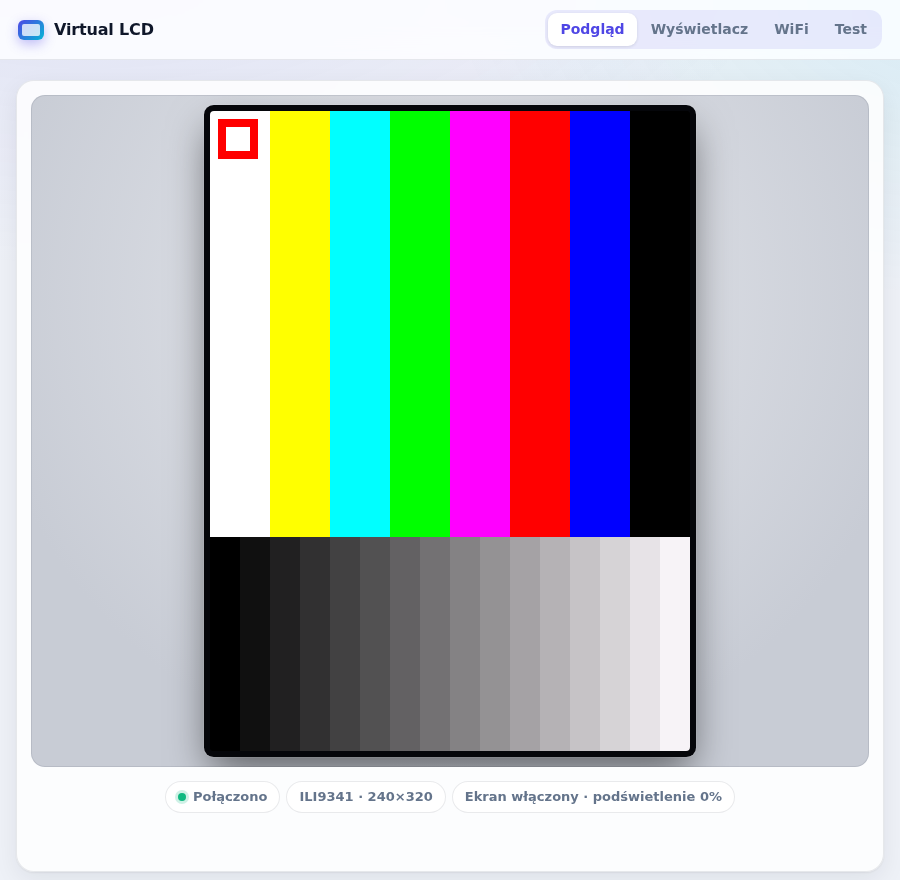 Virtual LCD
Podgląd
Wyświetlacz
WiFi
Test
Połączono
ILI9341 · 240×320
Ekran włączony · podświetlenie 0%